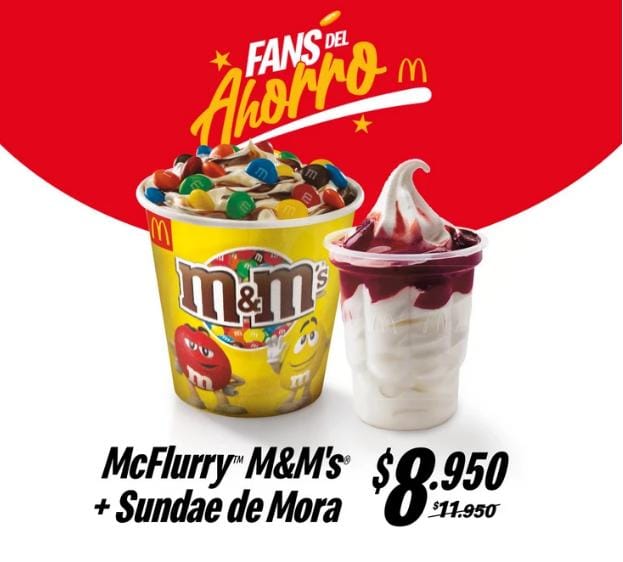 FANS DEL
Ahorro
m&m's
McFlurry™ M&M's®
+ Sundae de Mora
$8.950
$11.950